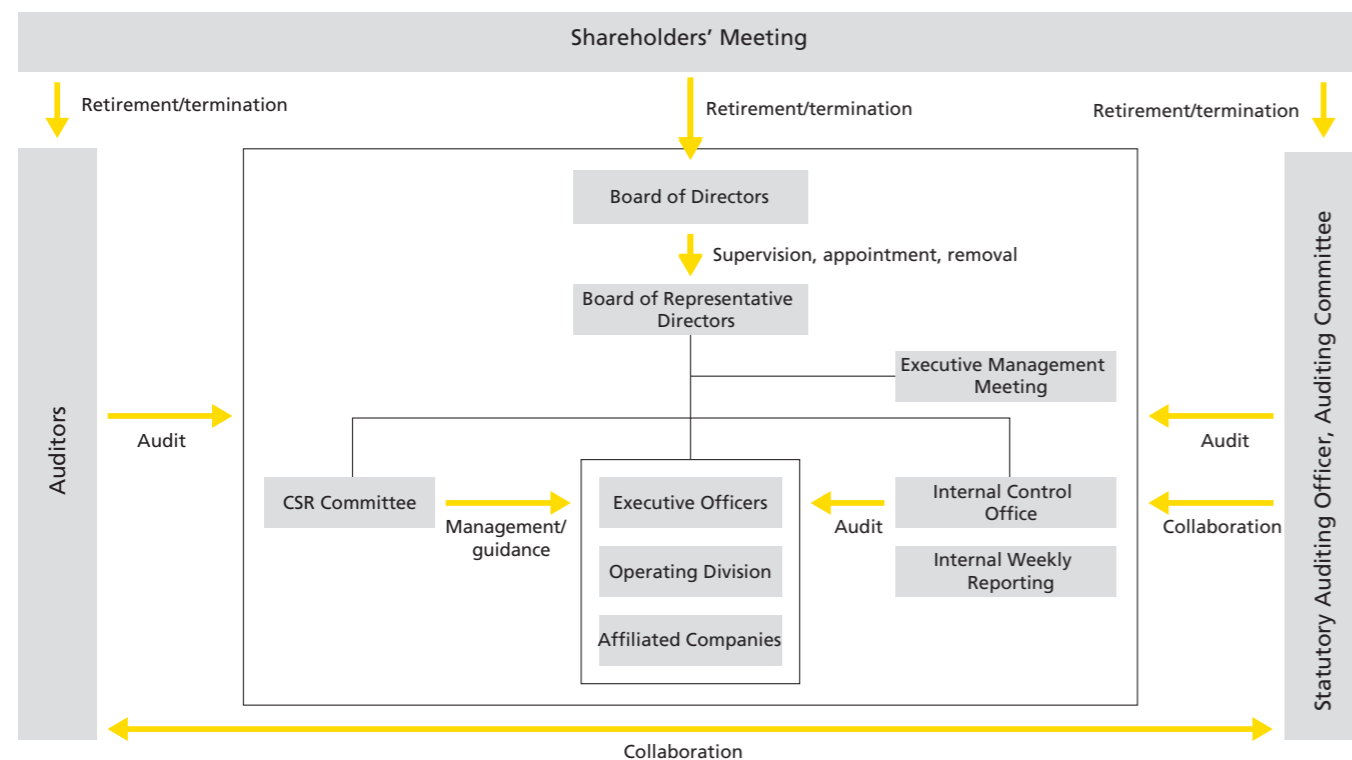 Shareholders’ Meeting
Retirement/termination
Retirement/termination
Retirement/termination
Board of Directors
Supervision, appointment, removal
Board of Representative
Directors
Executive Management
Meeting
Auditors
Audit
Statutory Auditing Officer, Auditing Committee
Audit
CSR Committee
Management/
guidance
Executive Officers
Audit
Internal Control
Office
Collaboration
Operating Division
Internal Weekly
Reporting
Affiliated Companies
Collaboration